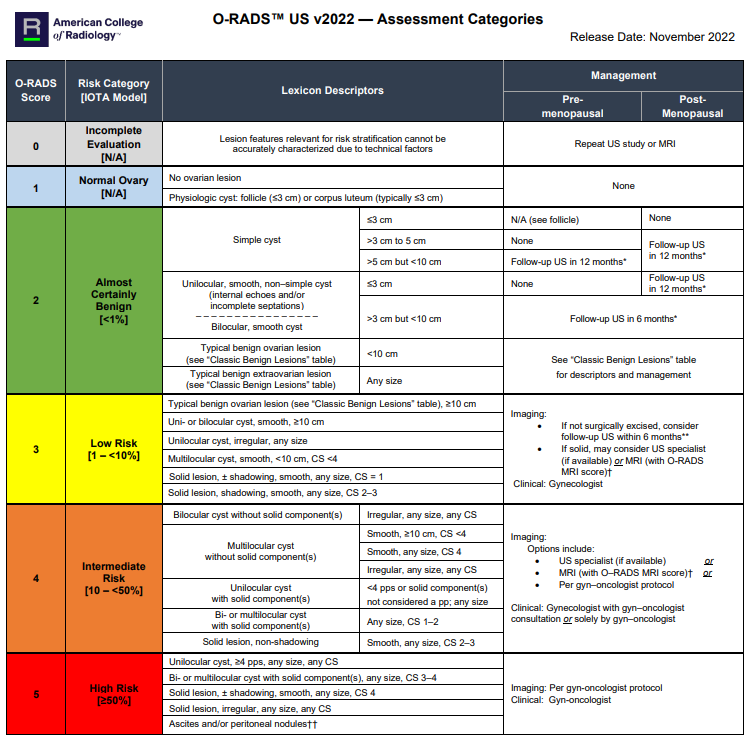 American College
of Radiology™
O-RADS™ US v2022 — Assessment Categories
Release Date: November 2022
O-RADS
Score
Risk Category
[IOTA Model]
Lexicon Descriptors
Management
Pre-
menopausal
Post-
Menopausal
0
Incomplete
Evaluation
[N/A]
Lesion features relevant for risk stratification cannot be
accurately characterized due to technical factors
Repeat US study or MRI
1
Normal Ovary
[N/A]
No ovarian lesion
Physiologic cyst: follicle (≤3 cm) or corpus luteum (typically ≤3 cm)
None
2
Almost
Certainly
Benign
[<1%]
Simple cyst
≤3 cm
N/A (see follicle)
None
>3 cm to 5 cm
None
Follow-up US
in 12 months*
>5 cm but <10 cm
Follow-up US in 12 months*
Unilocular, smooth, non–simple cyst
(internal echoes and/or
incomplete septations)
– – – – – – – – – – – – – – –
Bilocular, smooth cyst
≤3 cm
None
Follow-up US
in 12 months*
>3 cm but <10 cm
Follow-up US in 6 months*
Typical benign ovarian lesion
(see “Classic Benign Lesions” table)
<10 cm
See “Classic Benign Lesions” table
for descriptors and management
Typical benign extraovarian lesion
(see “Classic Benign Lesions” table)
Any size
3
Low Risk
[1 – <10%]
Typical benign ovarian lesion (see “Classic Benign Lesions” table), ≥10 cm
Uni- or bilocular cyst, smooth, ≥10 cm
Unilocular cyst, irregular, any size
Multilocular cyst, smooth, <10 cm, CS <4
Solid lesion, ± shadowing, smooth, any size, CS = 1
Solid lesion, shadowing, smooth, any size, CS 2–3
Imaging:
• If not surgically excised, consider
follow-up US within 6 months**
• If solid, may consider US specialist
(if available) or MRI (with O-RADS
MRI score)†
Clinical: Gynecologist
4
Intermediate
Risk
[10 – <50%]
Bilocular cyst without solid component(s)
Irregular, any size, any CS
Multilocular cyst
without solid component(s)
Smooth, ≥10 cm, CS <4
Smooth, any size, CS 4
Irregular, any size, any CS
Unilocular cyst
with solid component(s)
<4 pps or solid component(s)
not considered a pp; any size
Bi- or multilocular cyst
with solid component(s)
Any size, CS 1–2
Solid lesion, non-shadowing
Smooth, any size, CS 2–3
Imaging:
Options include:
• US specialist (if available) or
• MRI (with O–RADS MRI score)† or
• Per gyn–oncologist protocol
Clinical: Gynecologist with gyn–oncologist
consultation or solely by gyn–oncologist
5
High Risk
[≥50%]
Unilocular cyst, ≥4 pps, any size, any CS
Bi- or multilocular cyst with solid component(s), any size, CS 3–4
Solid lesion, ± shadowing, smooth, any size, CS 4
Solid lesion, irregular, any size, any CS
Ascites and/or peritoneal nodules††
Imaging: Per gyn-oncologist protocol
Clinical: Gyn-oncologist